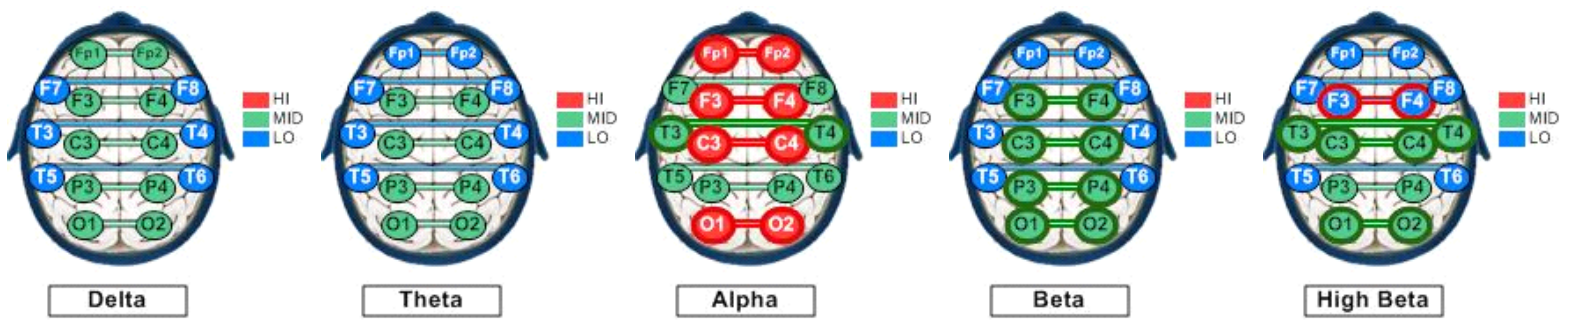 Fp1 Fp2
F7 F3 F4 F8
T3 C3 C4 T4
T5 P3 P4 T6
O1 O2
HI
MID
LO
Delta
Fp1 Fp2
F7 F3 F4 F8
T3 C3 C4 T4
T5 P3 P4 T6
O1 O2
HI
MID
LO
Theta
Fp1 Fp2
F7 F3 F4 F8
T3 C3 C4 T4
T5 P3 P4 T6
O1 O2
HI
MID
LO
Alpha
Fp1 Fp2
F7 F3 F4 F8
T3 C3 C4 T4
T5 P3 P4 T6
O1 O2
HI
MID
LO
Beta
Fp1 Fp2
F7 F3 F4 F8
T3 C3 C4 T4
T5 P3 P4 T6
O1 O2
HI
MID
LO
High Beta